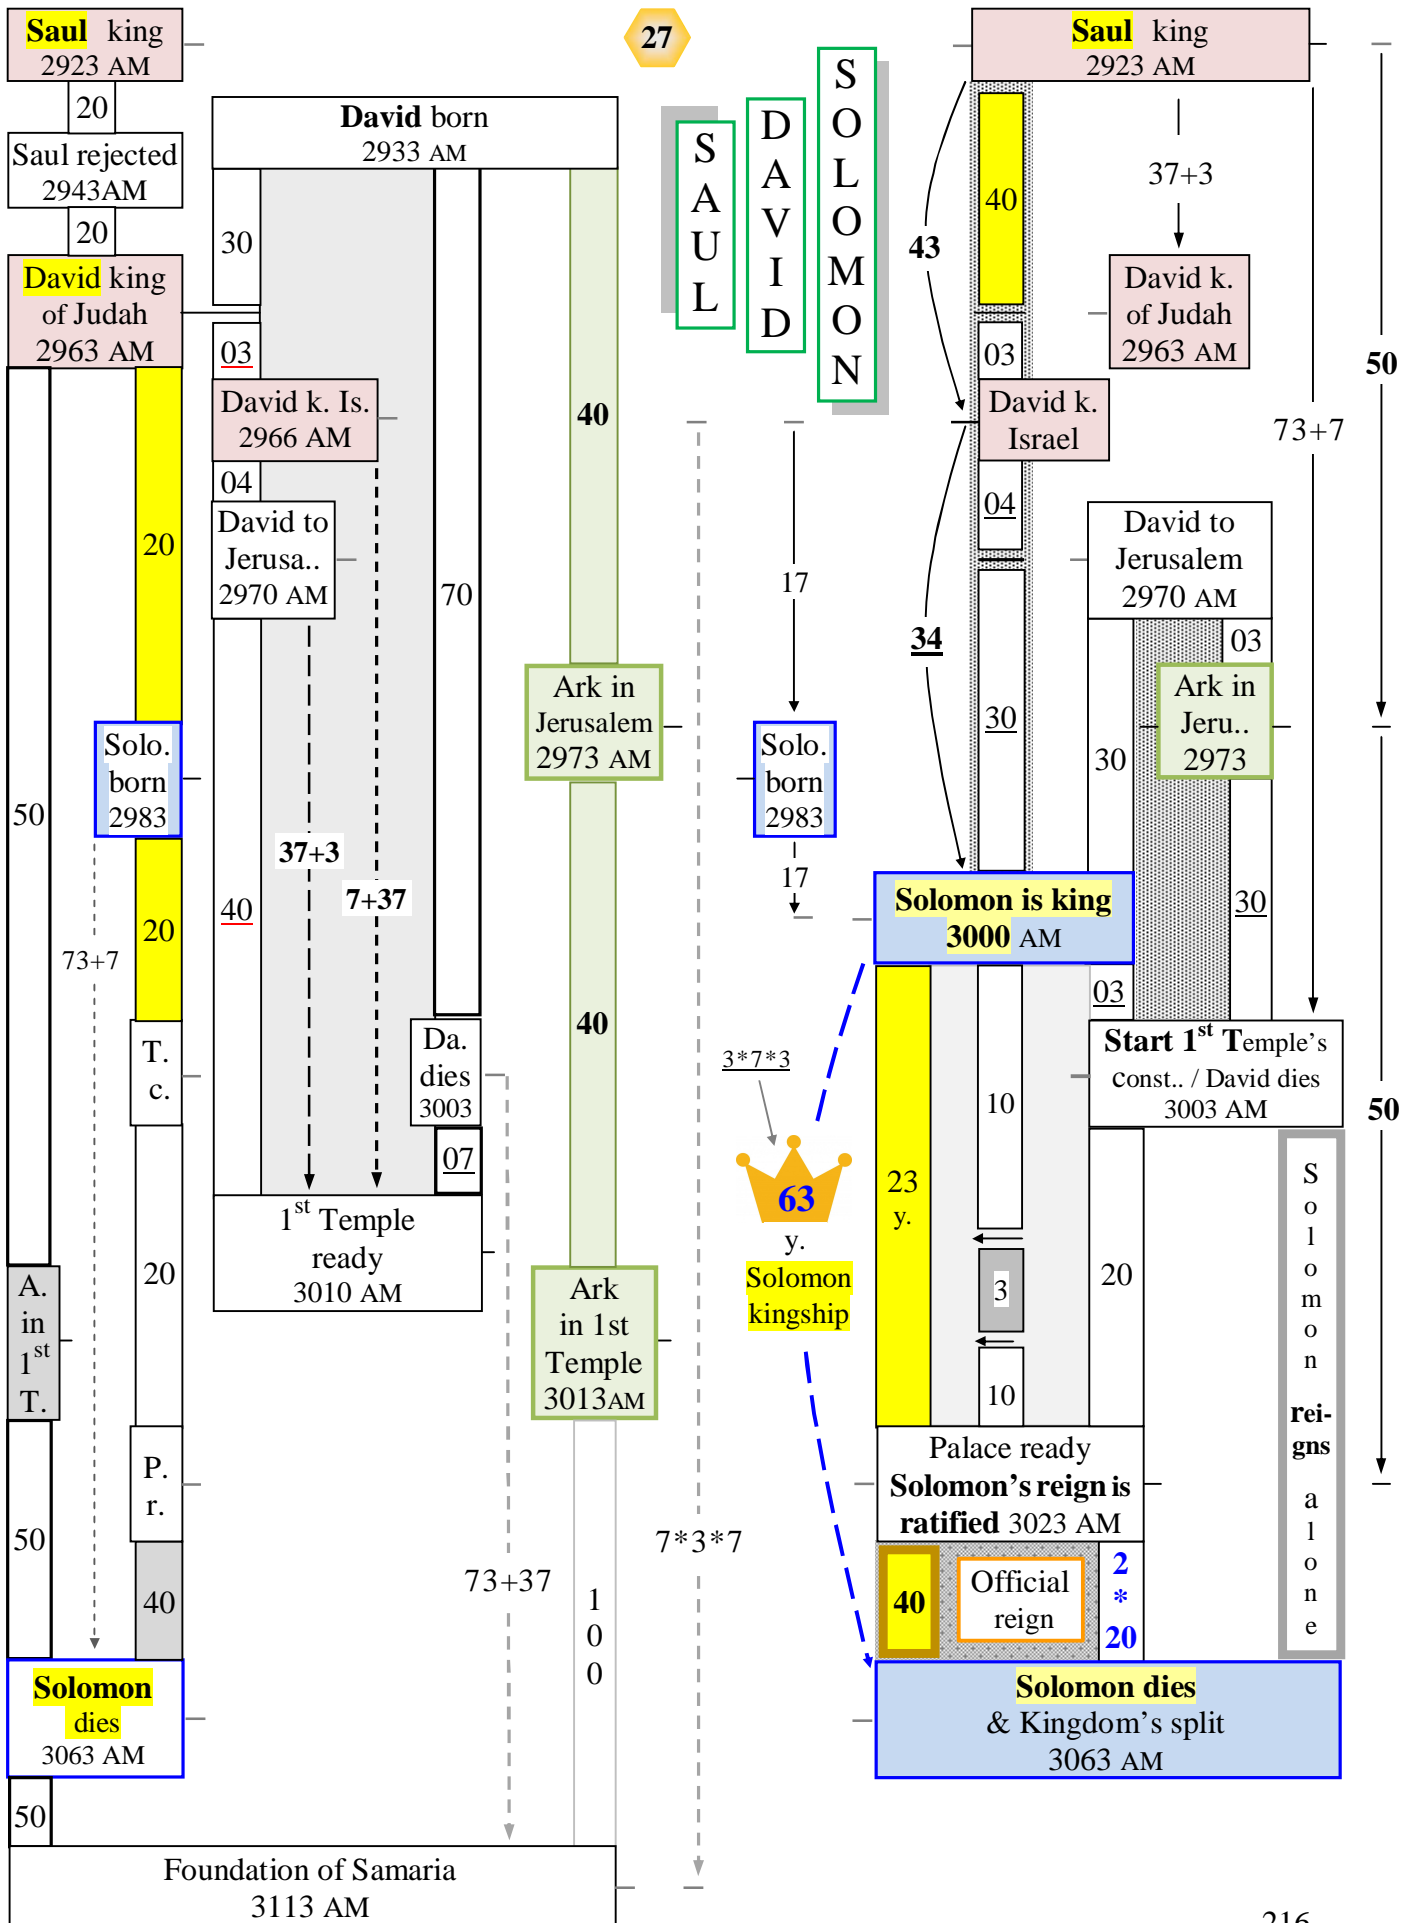 Saul king
2923 AM
20
Saul rejected
2943AM
20
David king
of Judah
2963 AM
50
20
Solo.
born
2983
20
73+7
T.
c.
20
A.
in
1st
T.
P.
r.
50
40
Solomon
dies
3063 AM
50
Foundation of Samaria
3113 AM
David born
2933 AM
30
03
David k. Is.
2966 AM
04
David to
Jerusa..
2970 AM
70
40
37+3
7+37
40
Da.
dies
3003
07
1st Temple
ready
3010 AM
Ark in
Jerusalem
2973 AM
40
Ark
in 1st
Temple
3013AM
73+37
1
0
0
27
S
A
U
L
D
A
V
I
D
S
O
L
O
M
O
N
7*3*7
17
Solo.
born
2983
17
3*7*3
63
y.
Solomon
kingship
Saul king
2923 AM
40
43
37+3
David k.
of Judah
2963 AM
03
David k.
Israel
04
73+7
50
David to
Jerusalem
2970 AM
34
30
03
Ark in
Jeru..
2973
30
30
Solomon is king
3000 AM
03
Start 1st Temple's
const.. / David dies
3003 AM
50
23
y.
10
3
10
20
S
o
l
o
m
o
n
rei-
gns
a
l
o
n
e
Palace ready
Solomon's reign is
ratified 3023 AM
40
Official
reign
2
*
20
Solomon dies
& Kingdom's split
3063 AM
216